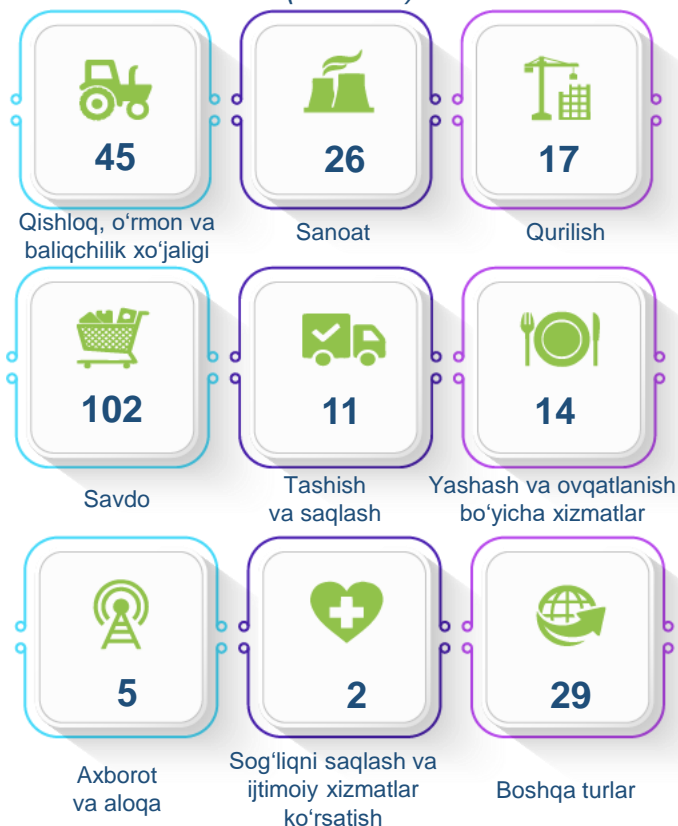 45
26
17
Qishloq, o‘rmon va
baliqchilik xo‘jaligi
Sanoat
Qurilish
102
11
14
Savdo
Tashish
va saqlash
Yashash va ovqatlanish
bo‘yicha xizmatlar
5
2
29
Axborot
va aloqa
Sog‘liqni saqlash va
ijtimoiy xizmatlar
ko‘rsatish
Boshqa turlar